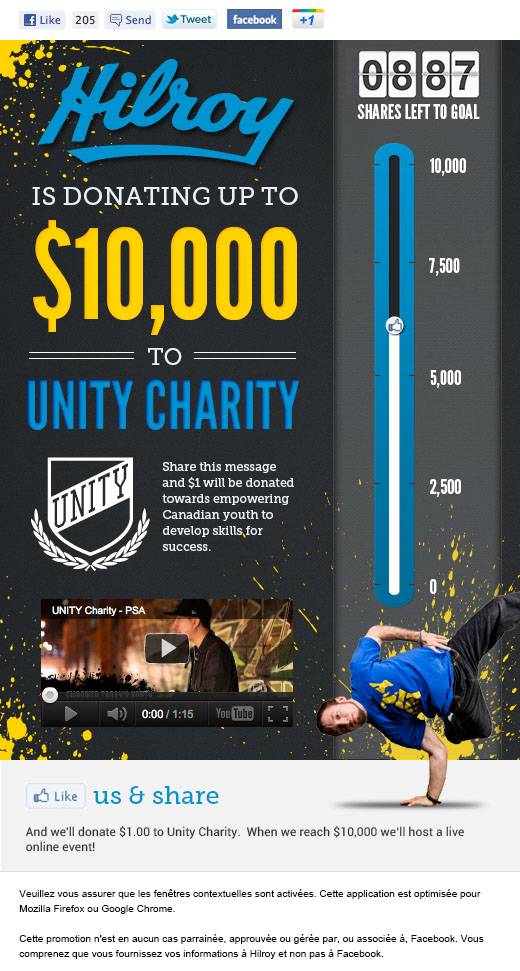 Like 205 Send Tweet facebook +1
Hilroy
IS DONATING UP TO
$10,000
TO
UNITY CHARITY
UNITY
Share this message
and $1 will be donated
towards empowering
Canadian youth to
develop skills for
success.
UNITY Charity - PSA
0:00 / 1:15 YouTube
0887
SHARES LEFT TO GOAL
10,000
7,500
5,000
2,500
0
Like us & share
And we'll donate $1.00 to Unity Charity. When we reach $10,000 we'll host a live
online event!
Veuillez vous assurer que les fenêtres contextuelles sont activées. Cette application est optimisée pour
Mozilla Firefox ou Google Chrome.
Cette promotion n'est en aucun cas parrainée, approuvée ou gérée par, ou associée à, Facebook. Vous
comprenez que vous fournissez vos informations à Hilroy et non pas à Facebook.